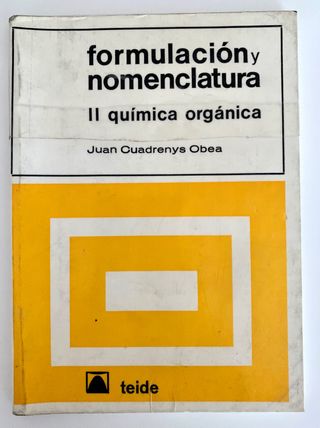 formulación y
nomenclatura
II química orgánica
Juan Cuadrenys Obea
teide